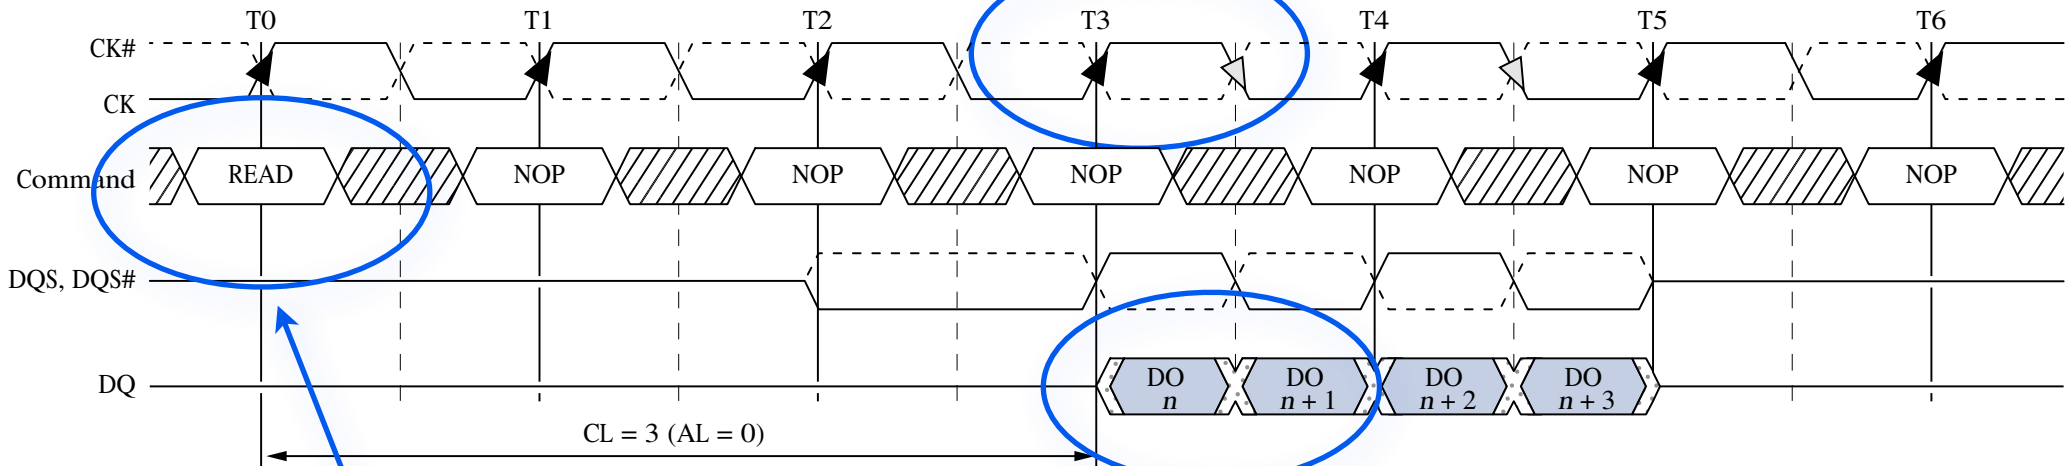 T0 T1 T2 T3 T4 T5 T6
CK#
CK
Command READ NOP NOP NOP NOP NOP NOP
DQS, DQS#
DQ
DO DO DO DO
n n + 1 n + 2 n + 3
CL = 3 (AL = 0)